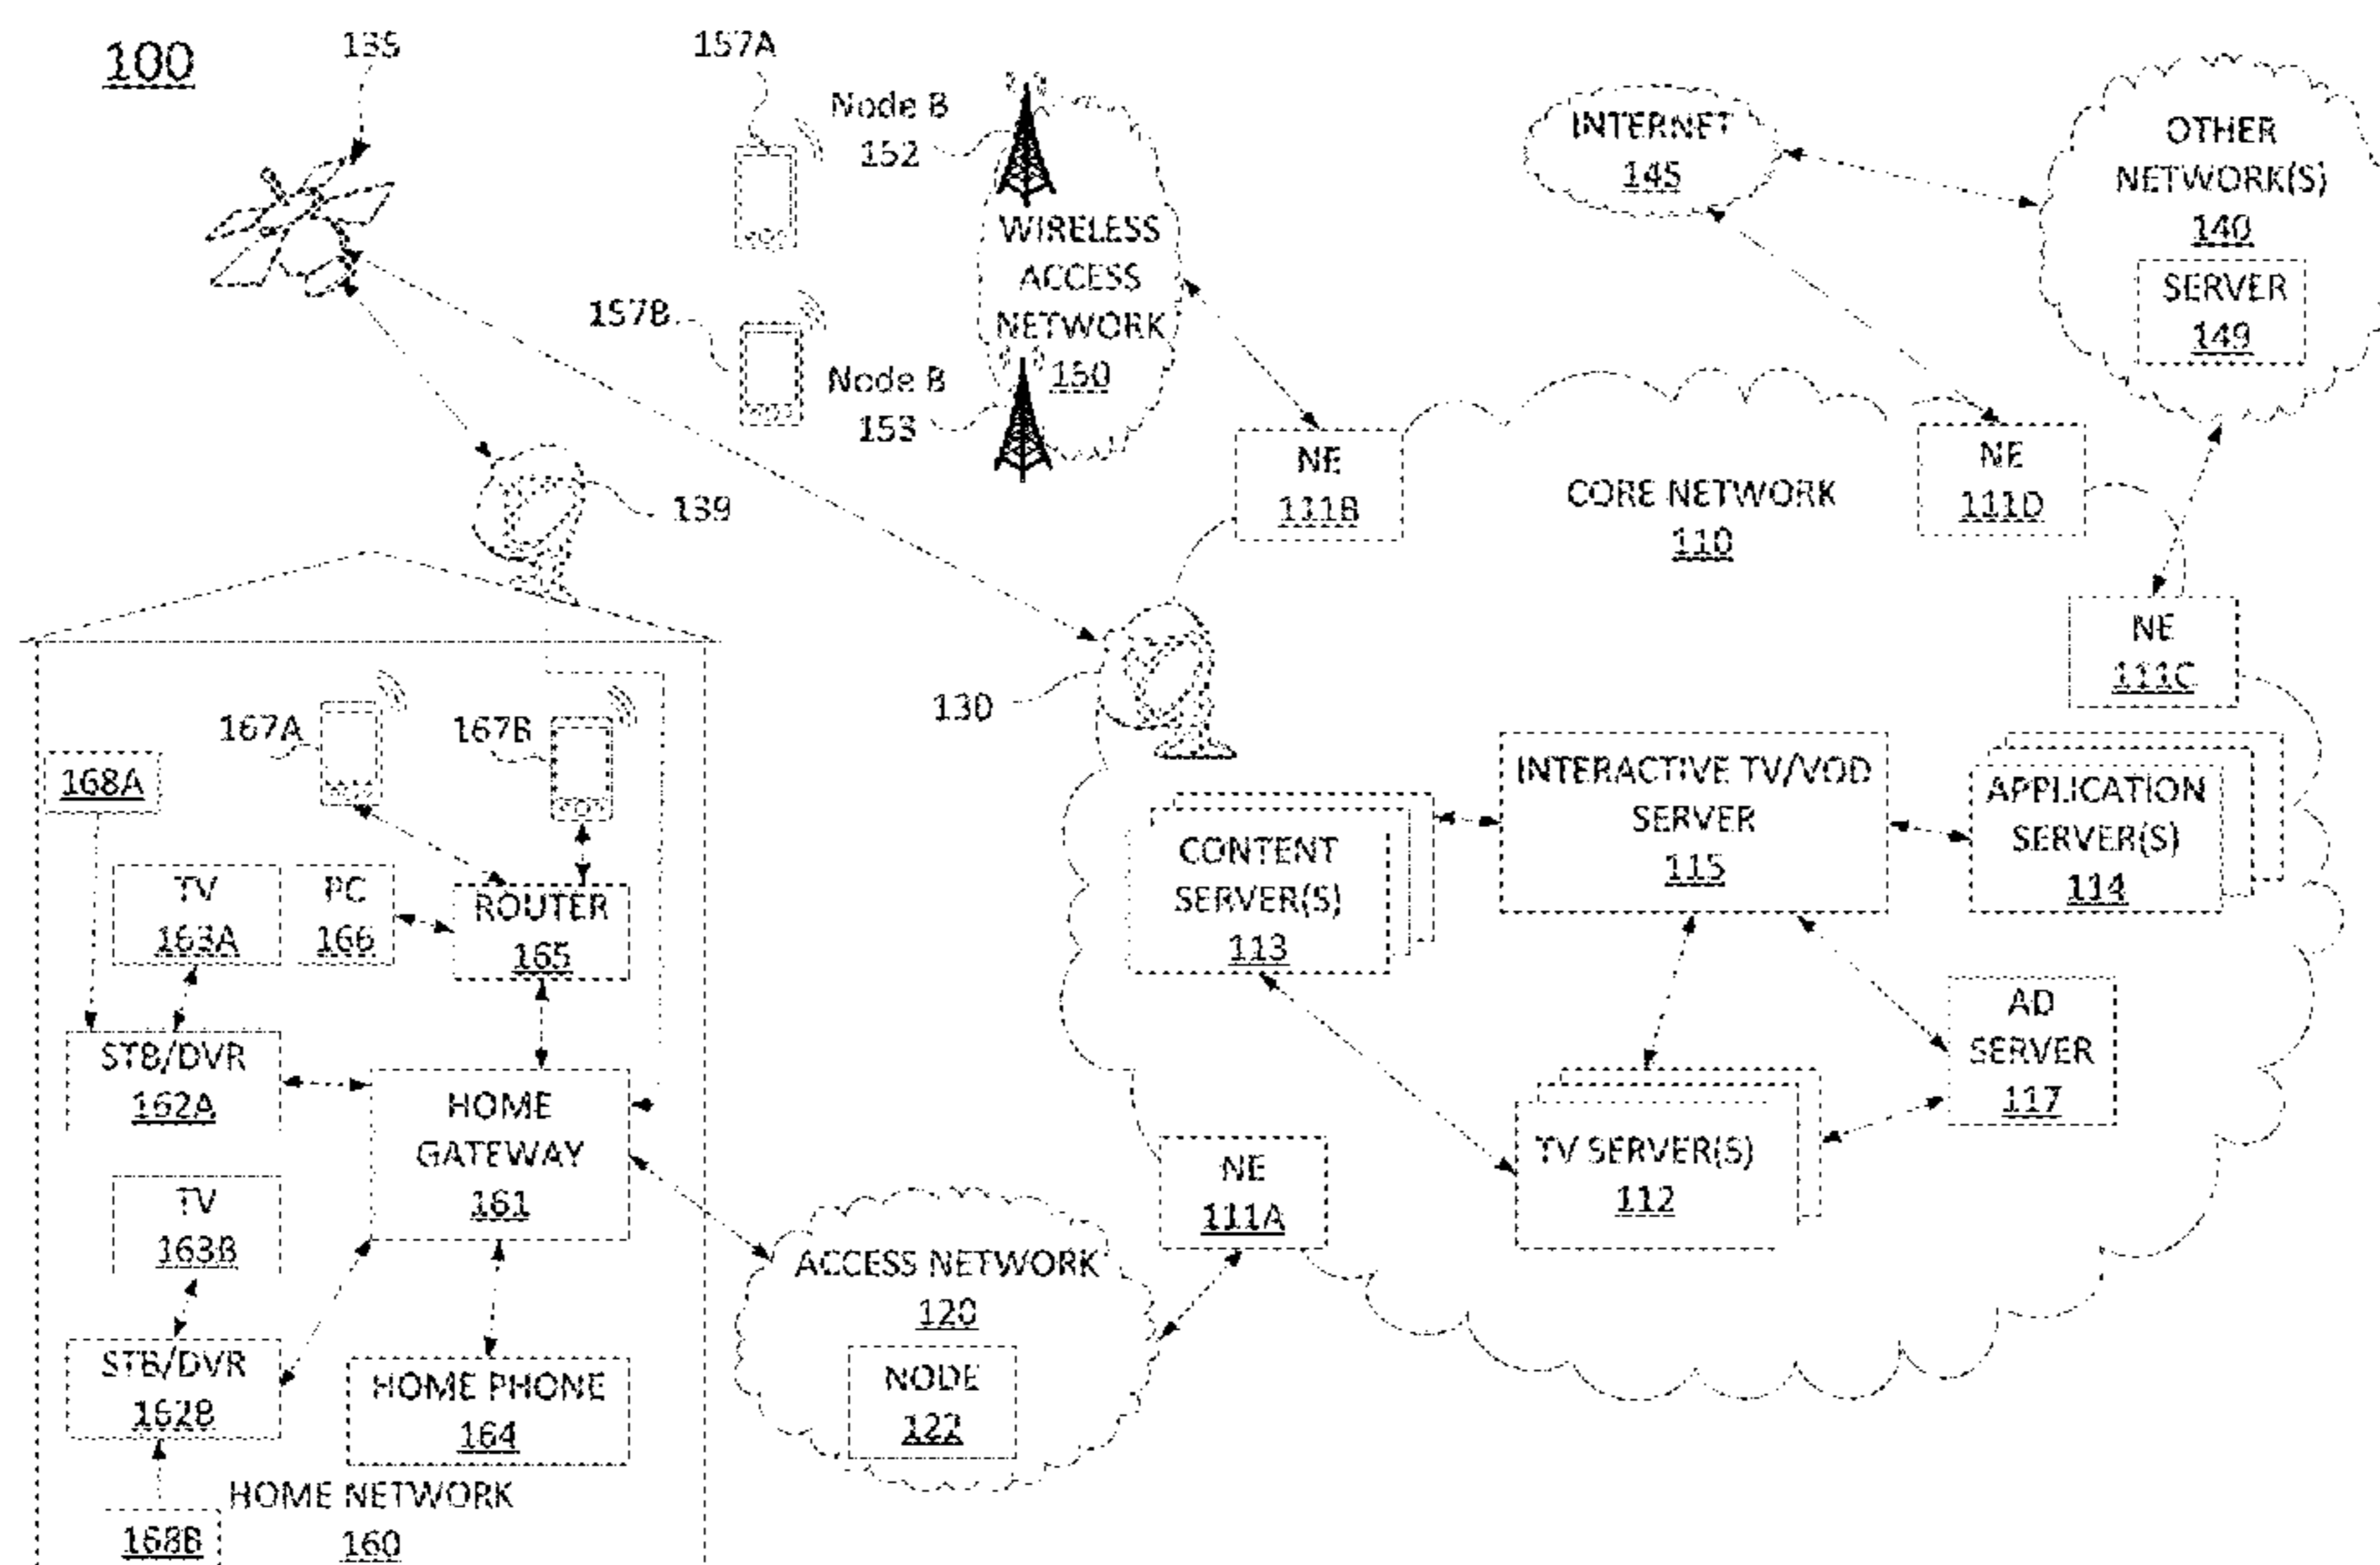 100
135
157A
Node B
152
WIRELESS
ACCESS
NETWORK
150
157B
Node B
153
INTERNET
145
OTHER
NETWORK(S)
140
SERVER
149
139
NE
111B
CORE NETWORK
110
NE
111D
NE
111C
130
167A
167B
168A
TV
163A
PC
166
ROUTER
165
STB/DVR
162A
HOME
GATEWAY
161
TV
163B
STB/DVR
162B
HOME PHONE
164
HOME NETWORK
160
168B
CONTENT
SERVER(S)
113
INTERACTIVE TV/VOD
SERVER
115
APPLICATION
SERVER(S)
114
AD
SERVER
117
TV SERVER(S)
112
NE
111A
ACCESS NETWORK
120
NODE
122